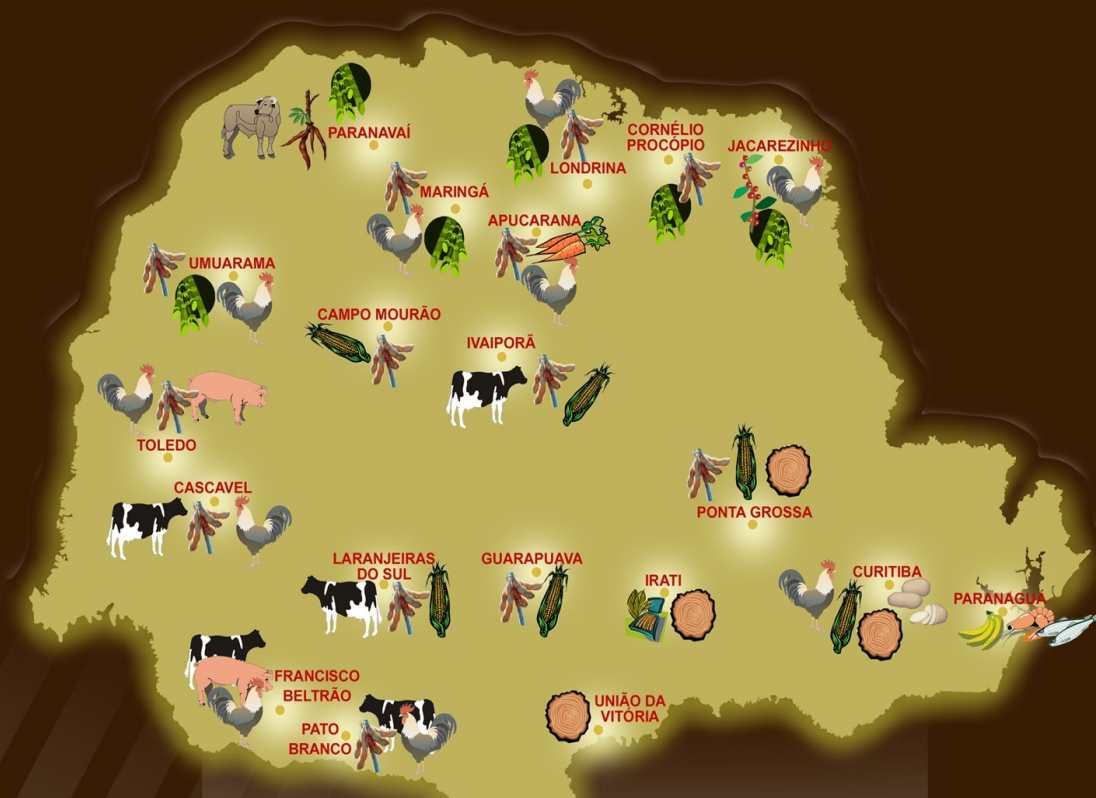 PARANAVAÍ
LONDRINA
CORNÉLIO
PROCÓPIO
JACAREZINHO
MARINGÁ
APUCARANA
UMUARAMA
CAMPO MOURÃO
IVAIPORÃ
TOLEDO
CASCAVEL
PONTA GROSSA
LARANJEIRAS
DO SUL
GUARAPUAVA
IRATI
CURITIBA
PARANAGUÁ
FRANCISCO
BELTRÃO
PATO
BRANCO
UNIÃO DA
VITÓRIA